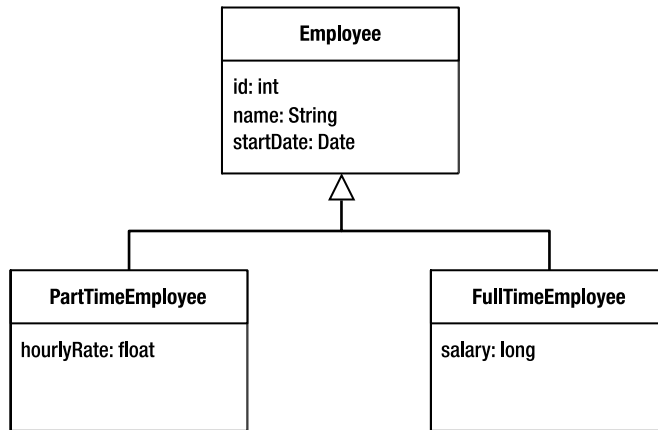 Employee
id: int
name: String
startDate: Date
PartTimeEmployee
hourlyRate: float
FullTimeEmployee
salary: long